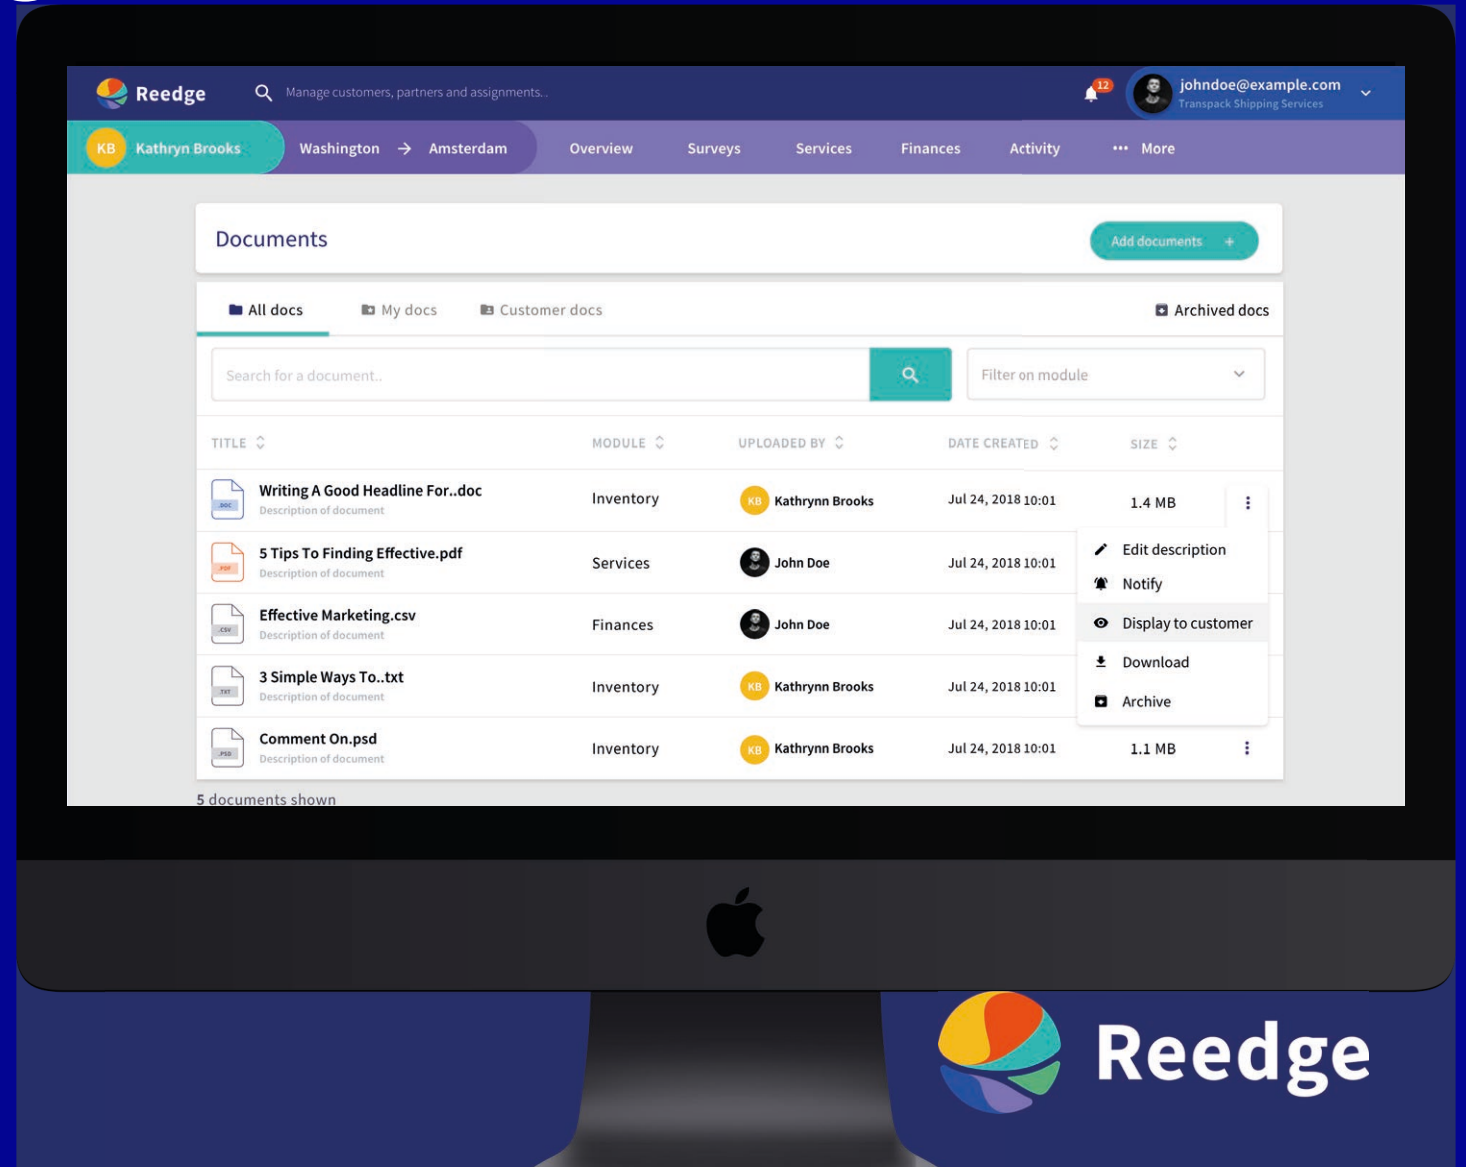 Reedge
Manage customers, partners and assignments..
12
johndoe@example.com
Transpack Shipping Services
KB Kathryn Brooks
Washington → Amsterdam
Overview Surveys Services Finances Activity ••• More
Documents
Add documents +
All docs My docs Customer docs Archived docs
Search for a document..
Filter on module
TITLE MODULE UPLOADED BY DATE CREATED SIZE
.DOC Writing A Good Headline For..doc Inventory KB Kathrynn Brooks Jul 24, 2018 10:01 1.4 MB
Description of document
.PDF 5 Tips To Finding Effective.pdf Services John Doe Jul 24, 2018 10:01
Description of document
.CSV Effective Marketing.csv Finances John Doe Jul 24, 2018 10:01
Description of document
.TXT 3 Simple Ways To..txt Inventory KB Kathrynn Brooks Jul 24, 2018 10:01
Description of document
.PSD Comment On.psd Inventory KB Kathrynn Brooks Jul 24, 2018 10:01 1.1 MB
Description of document
Edit description
Notify
Display to customer
Download
Archive
5 documents shown
Reedge